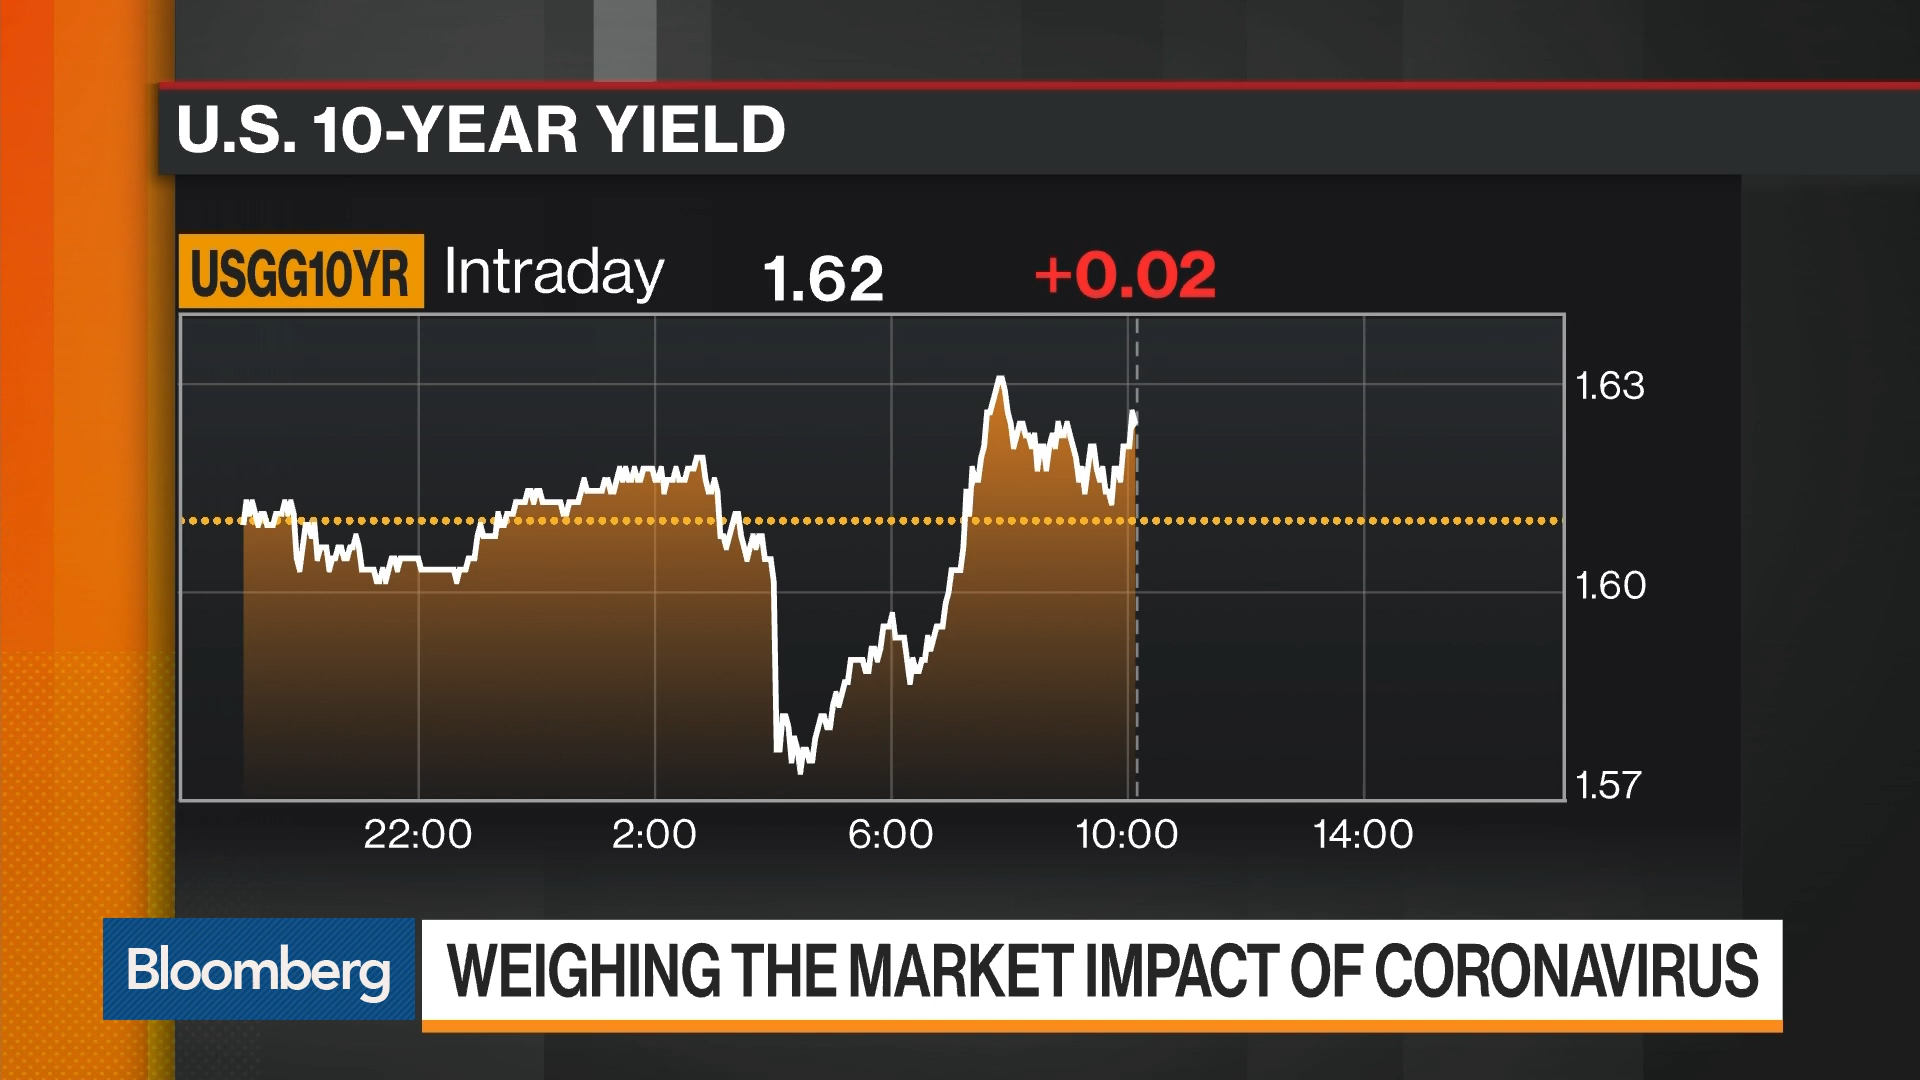 U.S. 10-YEAR YIELD
USGG10YR Intraday 1.62 +0.02
1.63
1.60
1.57
22:00 2:00 6:00 10:00 14:00
Bloomberg WEIGHING THE MARKET IMPACT OF CORONAVIRUS